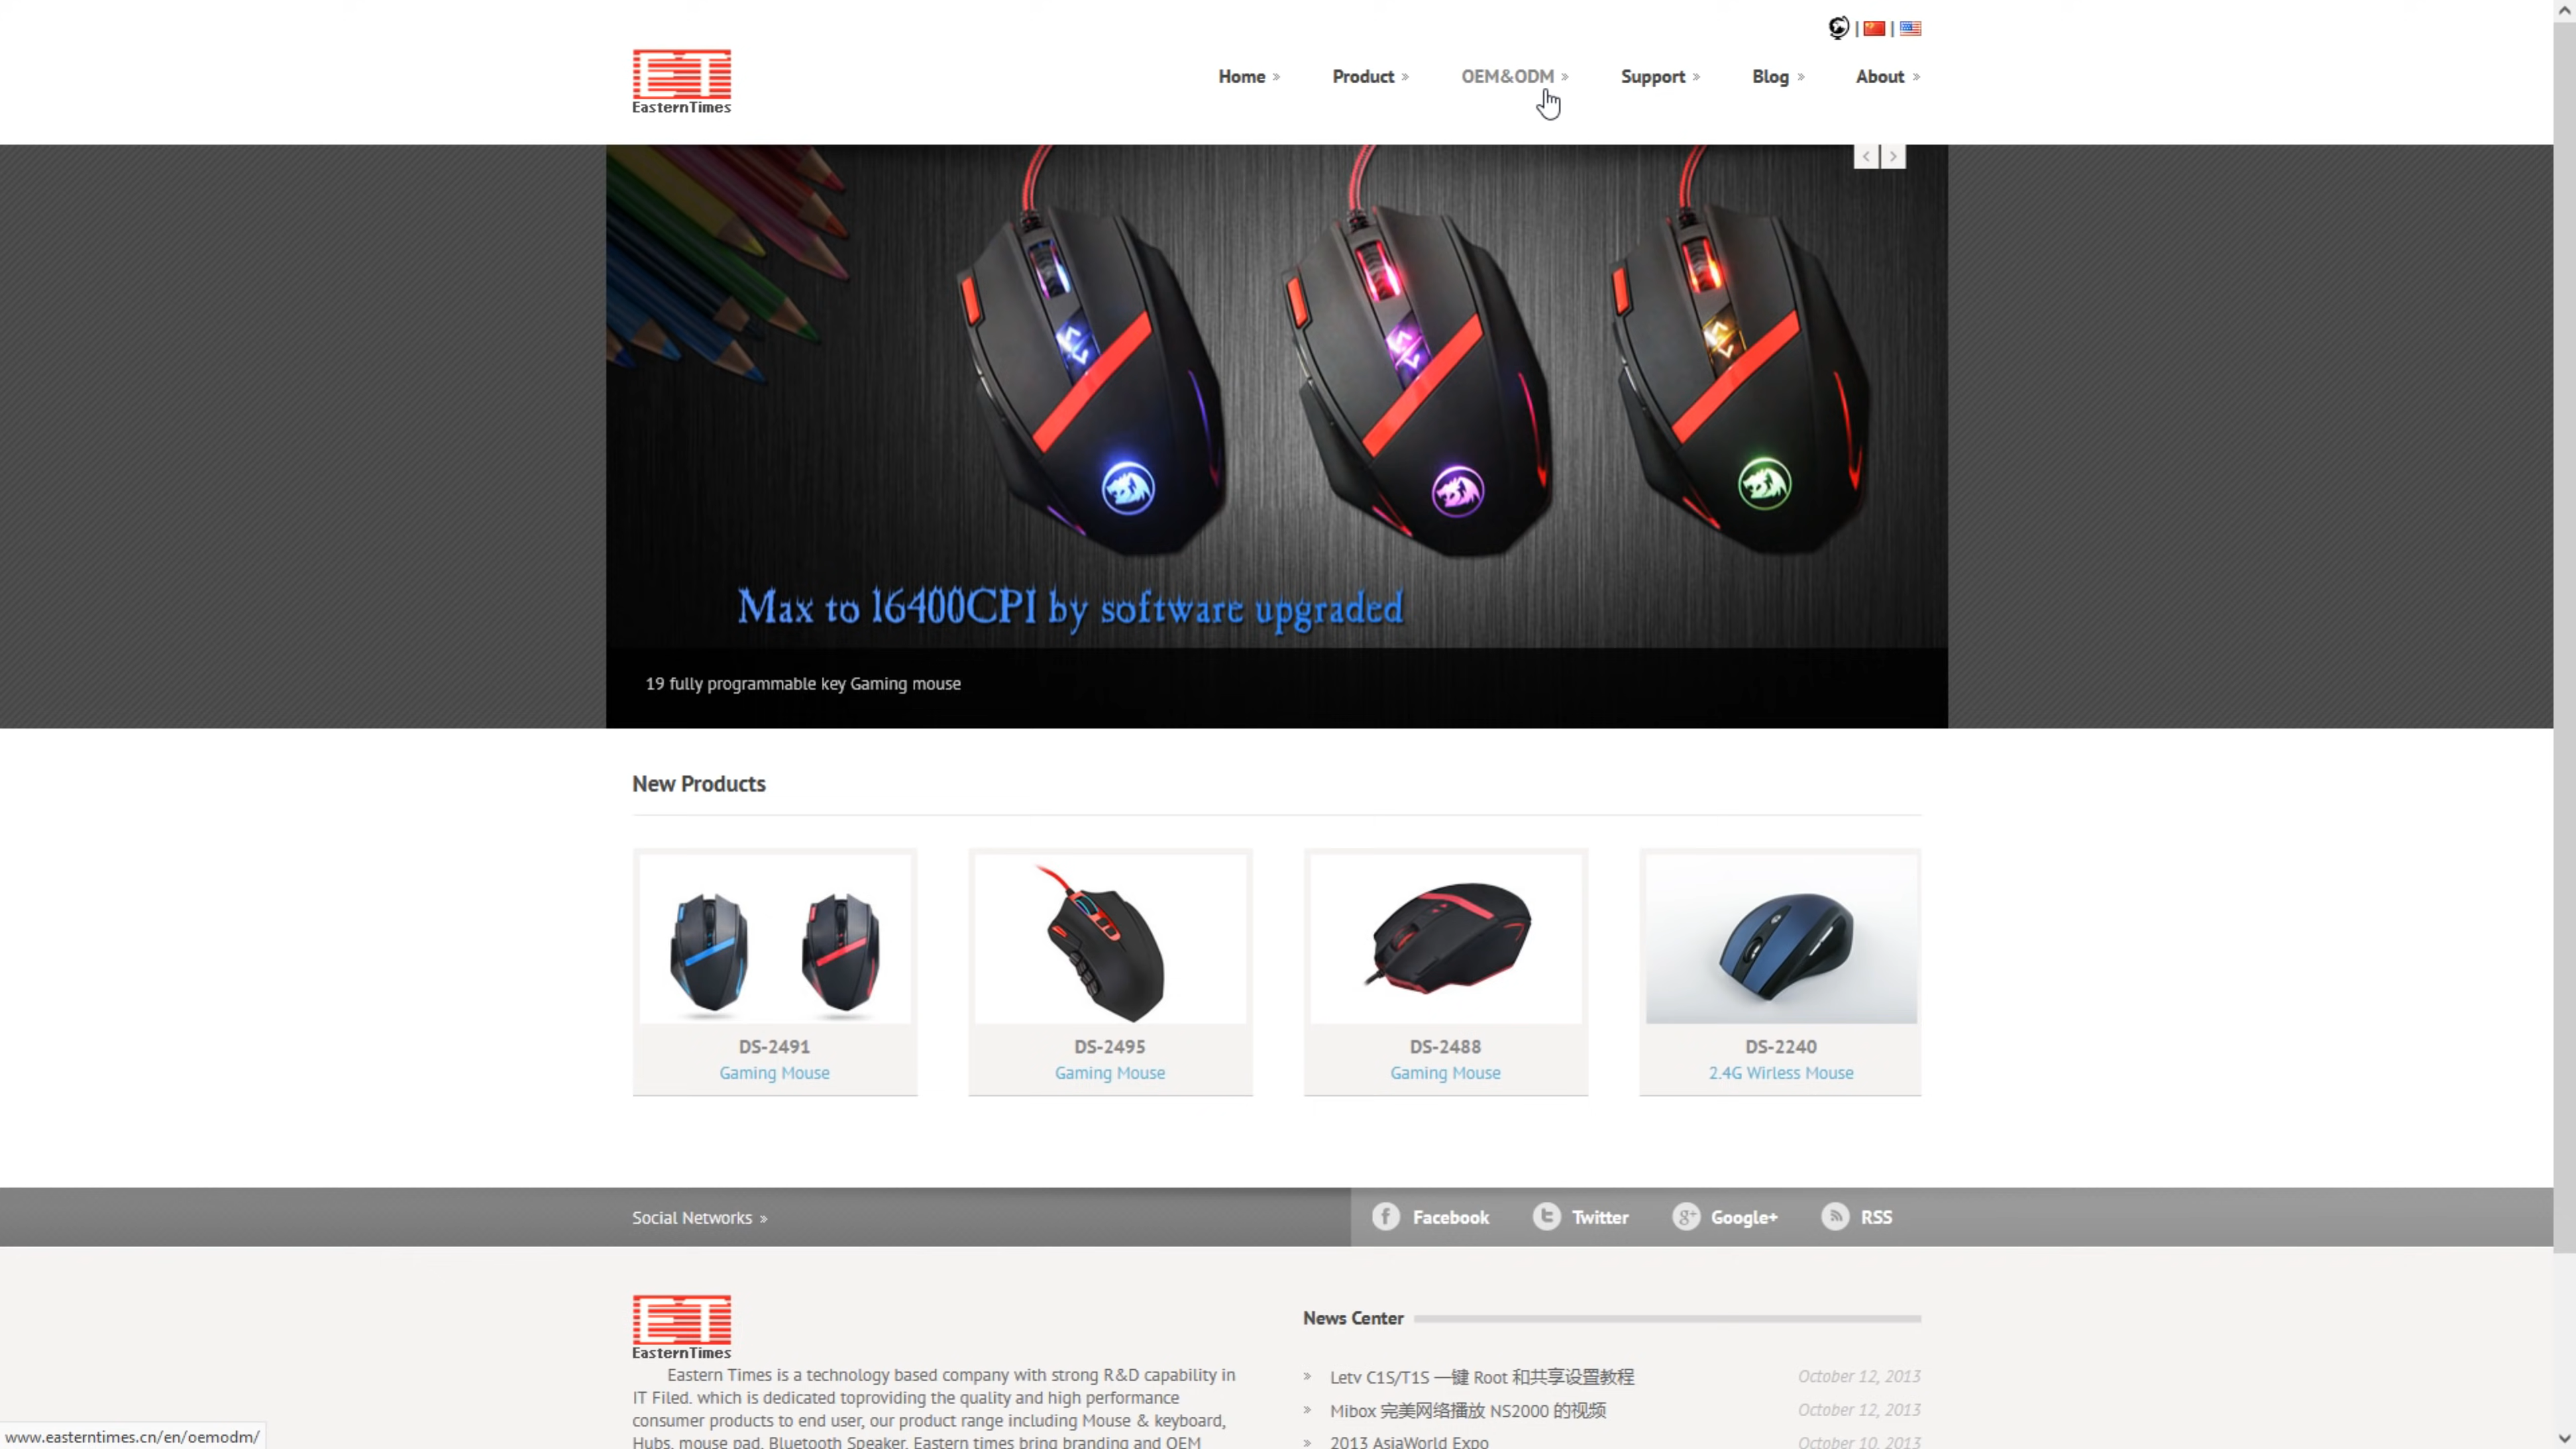 ET
EasternTimes
Home »
Product »
OEM&ODM »
Support »
Blog »
About »
Max to 16400CPI by software upgraded
19 fully programmable key Gaming mouse
New Products
DS-2491
Gaming Mouse
DS-2495
Gaming Mouse
DS-2488
Gaming Mouse
DS-2240
2.4G Wirless Mouse
Social Networks »
Facebook
Twitter
Google+
RSS
ET
EasternTimes
Eastern Times is a technology based company with strong R&D capability in
IT Filed. which is dedicated toproviding the quality and high performance
consumer products to end user, our product range including Mouse & keyboard,
Hubs, mouse pad, Bluetooth Speaker, Eastern times bring branding and OEM
News Center
» Letv C1S/T1S 一键 Root 和共享设置教程 October 12, 2013
» Mibox 完美网络播放 NS2000 的视频 October 12, 2013
» 2013 AsiaWorld Expo October 10, 2013
www.easterntimes.cn/en/oemodm/